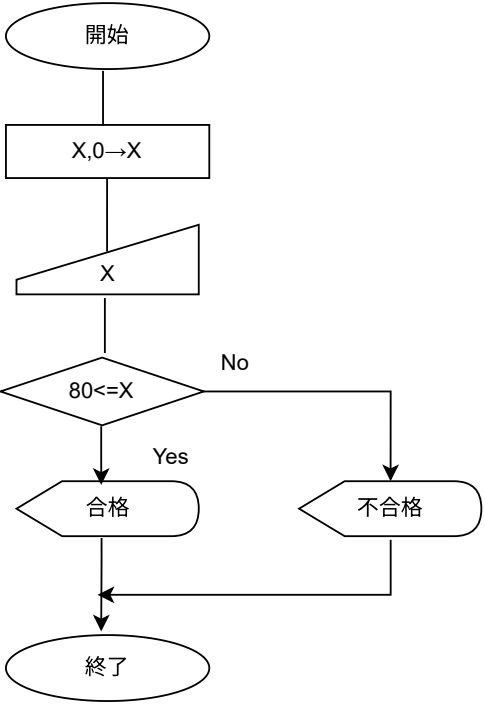 開始
X,0→X
X
80<=X
No
Yes
合格
不合格
終了